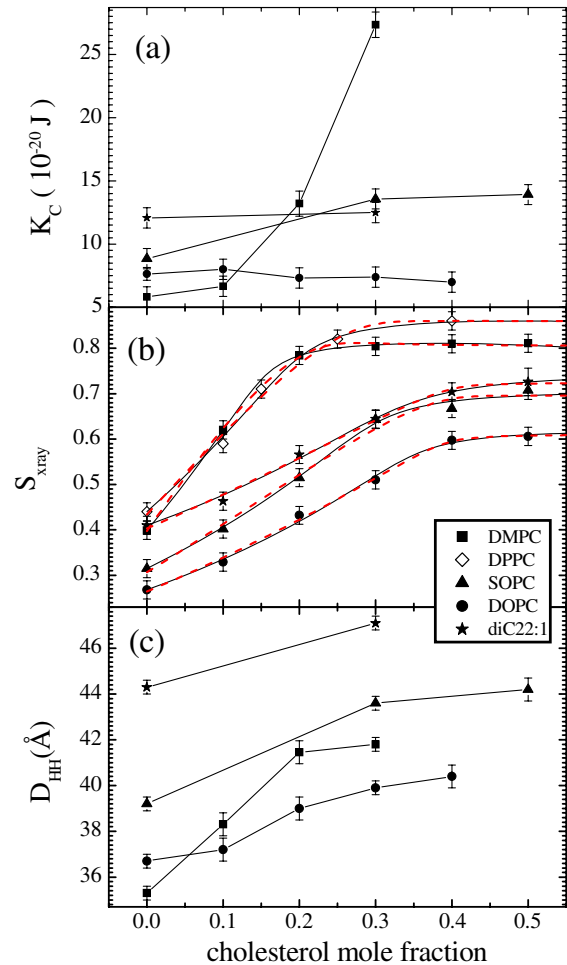 (a)
K_C ( 10^-20 J )
25
20
15
10
5
(b)
S_xray
0.8
0.7
0.6
0.5
0.4
0.3
DMPC
DPPC
SOPC
DOPC
diC22:1
(c)
D_HH(Å)
46
44
42
40
38
36
0.0 0.1 0.2 0.3 0.4 0.5
cholesterol mole fraction